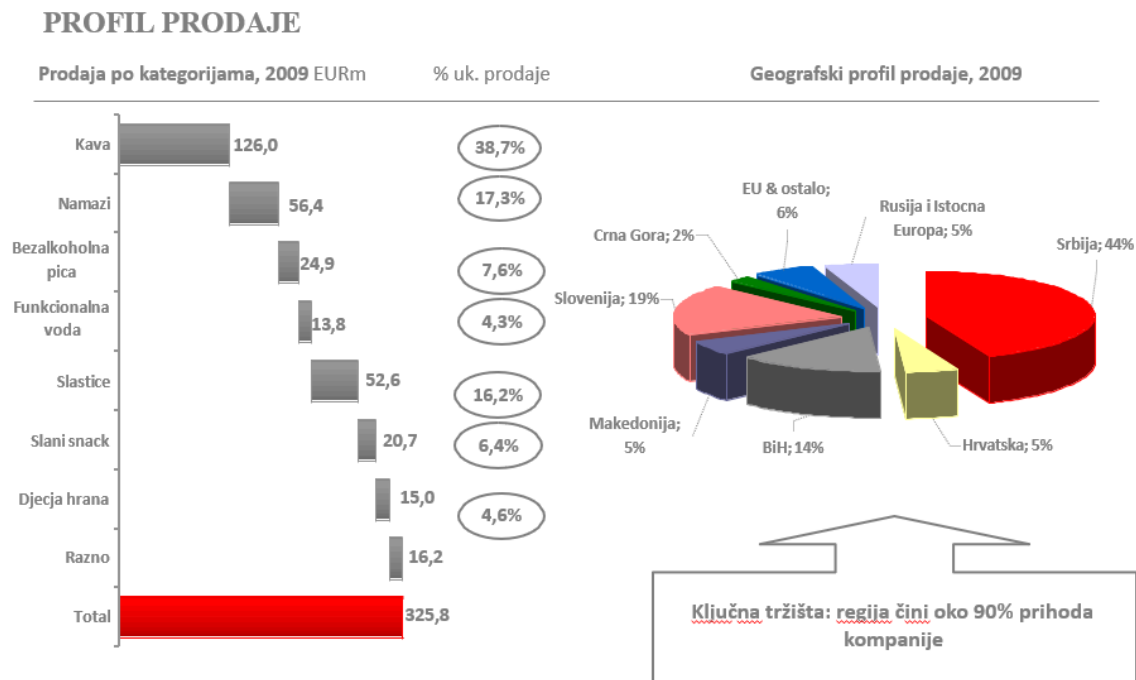 PROFIL PRODAJE
Prodaja po kategorijama, 2009 EURm
% uk. prodaje
Geografski profil prodaje, 2009
Kava
126,0
38,7%
Namazi
56,4
17,3%
Bezalkoholna
pica
24,9
7,6%
Funkcionalna
voda
13,8
4,3%
Slastice
52,6
16,2%
Slani snack
20,7
6,4%
Djecja hrana
15,0
4,6%
Razno
16,2
Total
325,8
EU & ostalo;
6%
Rusija i Istocna
Europa; 5%
Srbija; 44%
Crna Gora; 2%
Slovenija; 19%
Makedonija;
5%
BiH; 14%
Hrvatska; 5%
Ključna tržišta: regija čini oko 90% prihoda
kompanije